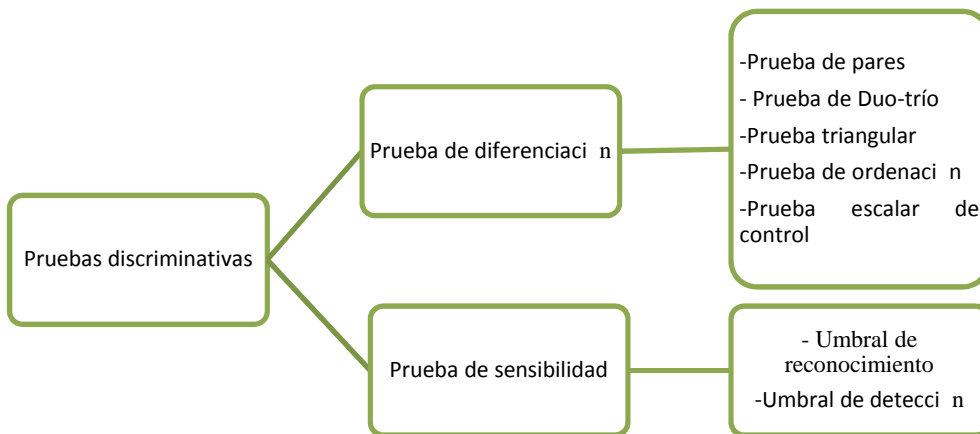 Pruebas discriminativas
Prueba de diferenciaci n
-Prueba de pares
- Prueba de Duo-trío
-Prueba triangular
-Prueba de ordenaci n
-Prueba escalar de
control
Prueba de sensibilidad
- Umbral de
reconocimiento
-Umbral de detecci n